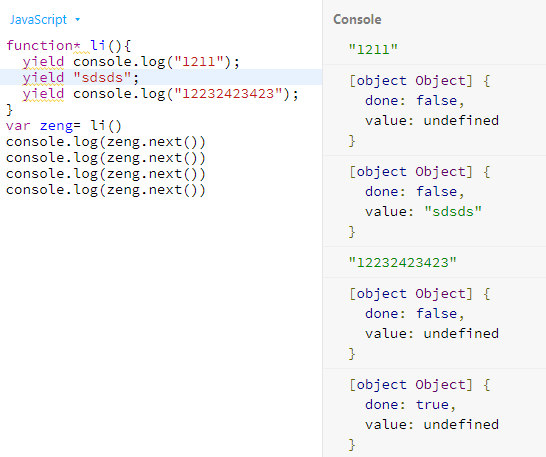 JavaScript
function* li(){
yield console.log("1211");
yield "sdsds";
yield console.log("12232423423");
}
var zeng= li()
console.log(zeng.next())
console.log(zeng.next())
console.log(zeng.next())
console.log(zeng.next())
Console
"1211"
[object Object] {
done: false,
value: undefined
}
[object Object] {
done: false,
value: "sdsds"
}
"12232423423"
[object Object] {
done: false,
value: undefined
}
[object Object] {
done: true,
value: undefined
}